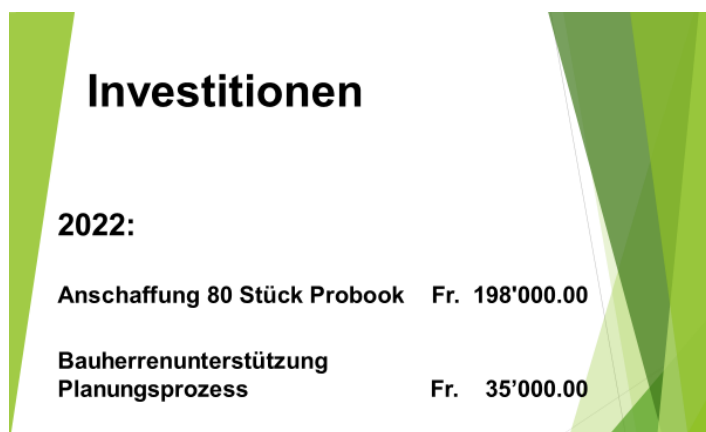 Investitionen
2022:
Anschaffung 80 Stück Probook Fr. 198'000.00
Bauherrenunterstützung
Planungsprozess Fr. 35’000.00